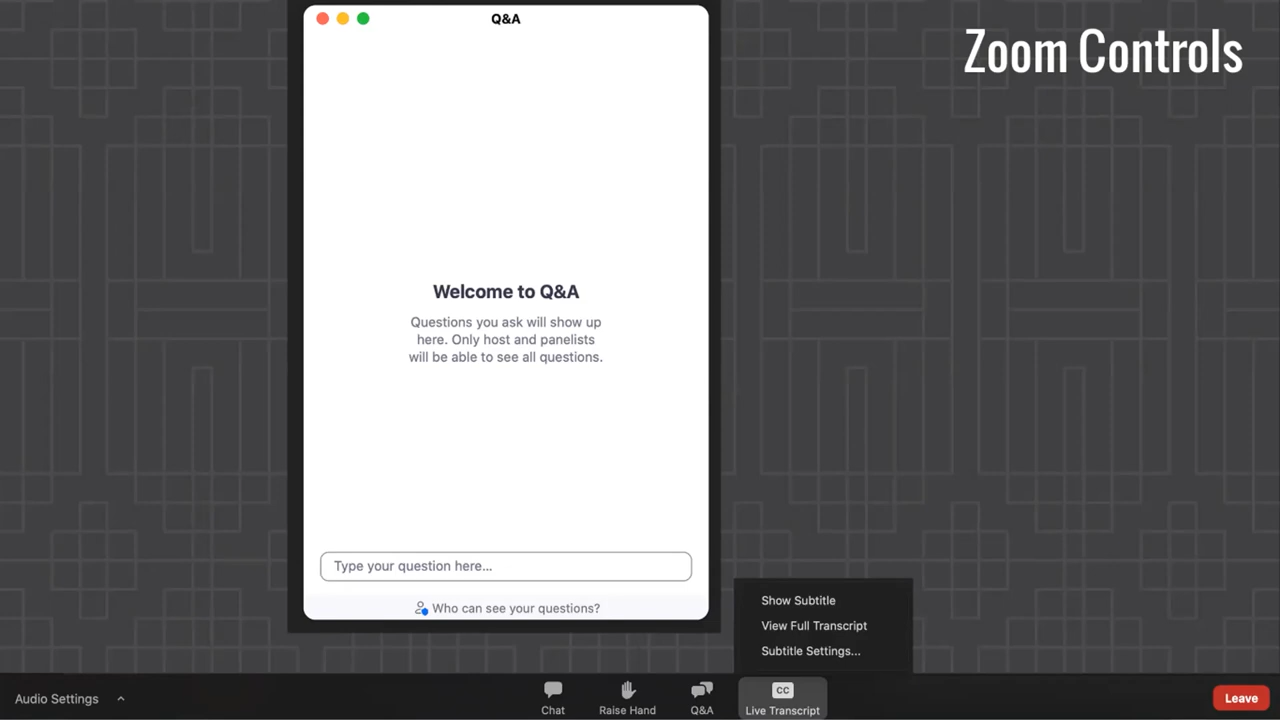 Q&A
Zoom Controls
Welcome to Q&A
Questions you ask will show up
here. Only host and panelists
will be able to see all questions.
Type your question here...
Who can see your questions?
Show Subtitle
View Full Transcript
Subtitle Settings...
Audio Settings
Chat
Raise Hand
Q&A
CC
Live Transcript
Leave